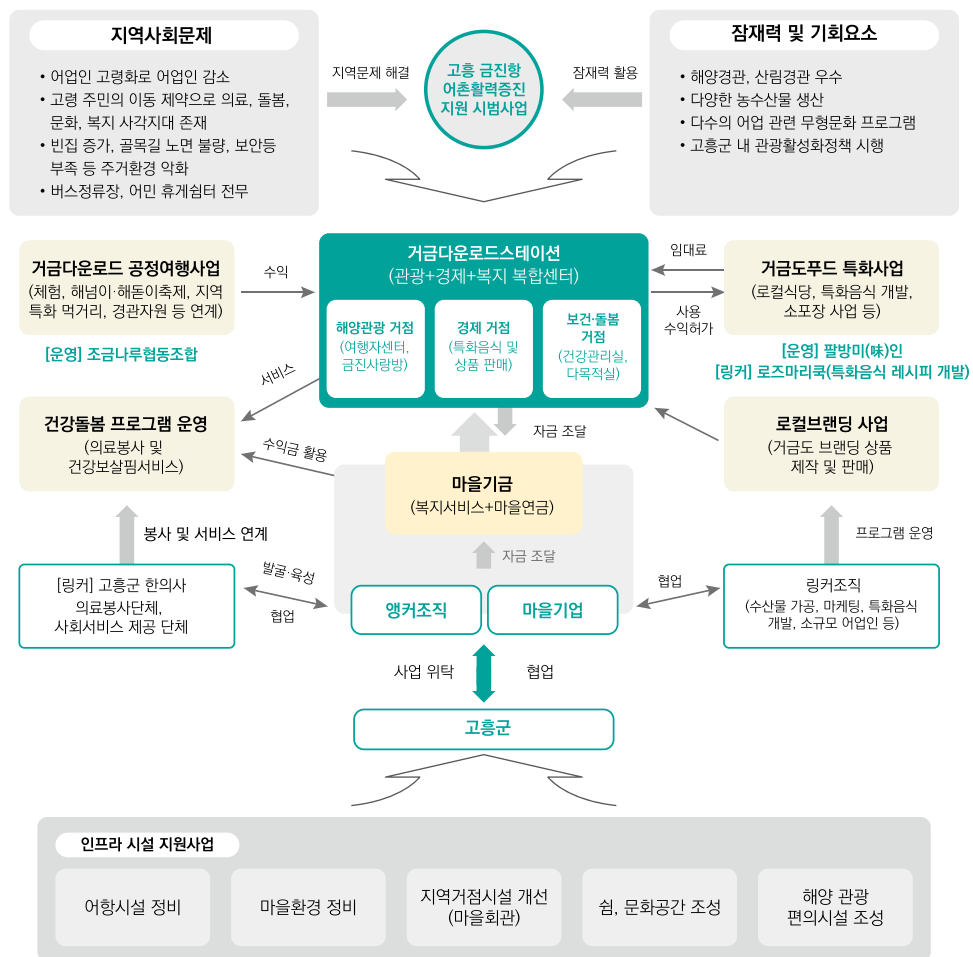 지역사회문제
• 어업인 고령화로 어업인 감소
• 고령 주민의 이동 제약으로 의료, 돌봄,
문화, 복지 사각지대 존재
• 빈집 증가, 골목길 노면 불량, 보안등
부족 등 주거환경 악화
• 버스정류장, 어민 휴게쉼터 전무
지역문제 해결
고흥 금진항
어촌활력증진
지원 시범사업
잠재력 활용
잠재력 및 기회요소
• 해양경관, 산림경관 우수
• 다양한 농수산물 생산
• 다수의 어업 관련 무형문화 프로그램
• 고흥군 내 관광활성화정책 시행
거금다운로드 공정여행사업
(체험, 해넘이·해돋이축제, 지역
특화 먹거리, 경관자원 등 연계)
[운영] 조금나루협동조합
수익
거금다운로드스테이션
(관광+경제+복지 복합센터)
해양관광 거점
(여행자센터,
금진사랑방)
경제 거점
(특화음식 및
상품 판매)
보건·돌봄
거점
(건강관리실,
다목적실)
임대료
사용
수익허가
거금도푸드 특화사업
(로컬식당, 특화음식 개발,
소포장 사업 등)
[운영] 팔방미(味)인
[링커] 로즈마리쿡(특화음식 레시피 개발)
서비스
건강돌봄 프로그램 운영
(의료봉사 및
건강보살핌서비스)
수익금 활용
자금 조달
마을기금
(복지서비스+마을연금)
자금 조달
로컬브랜딩 사업
(거금도 브랜딩 상품
제작 및 판매)
봉사 및 서비스 연계
프로그램 운영
[링커] 고흥군 한의사
의료봉사단체,
사회서비스 제공 단체
발굴·육성
협업
앵커조직
마을기업
협업
링커조직
(수산물 가공, 마케팅, 특화음식
개발, 소규모 어업인 등)
사업 위탁
협업
고흥군
인프라 시설 지원사업
어항시설 정비
마을환경 정비
지역거점시설 개선
(마을회관)
쉼, 문화공간 조성
해양 관광
편의시설 조성